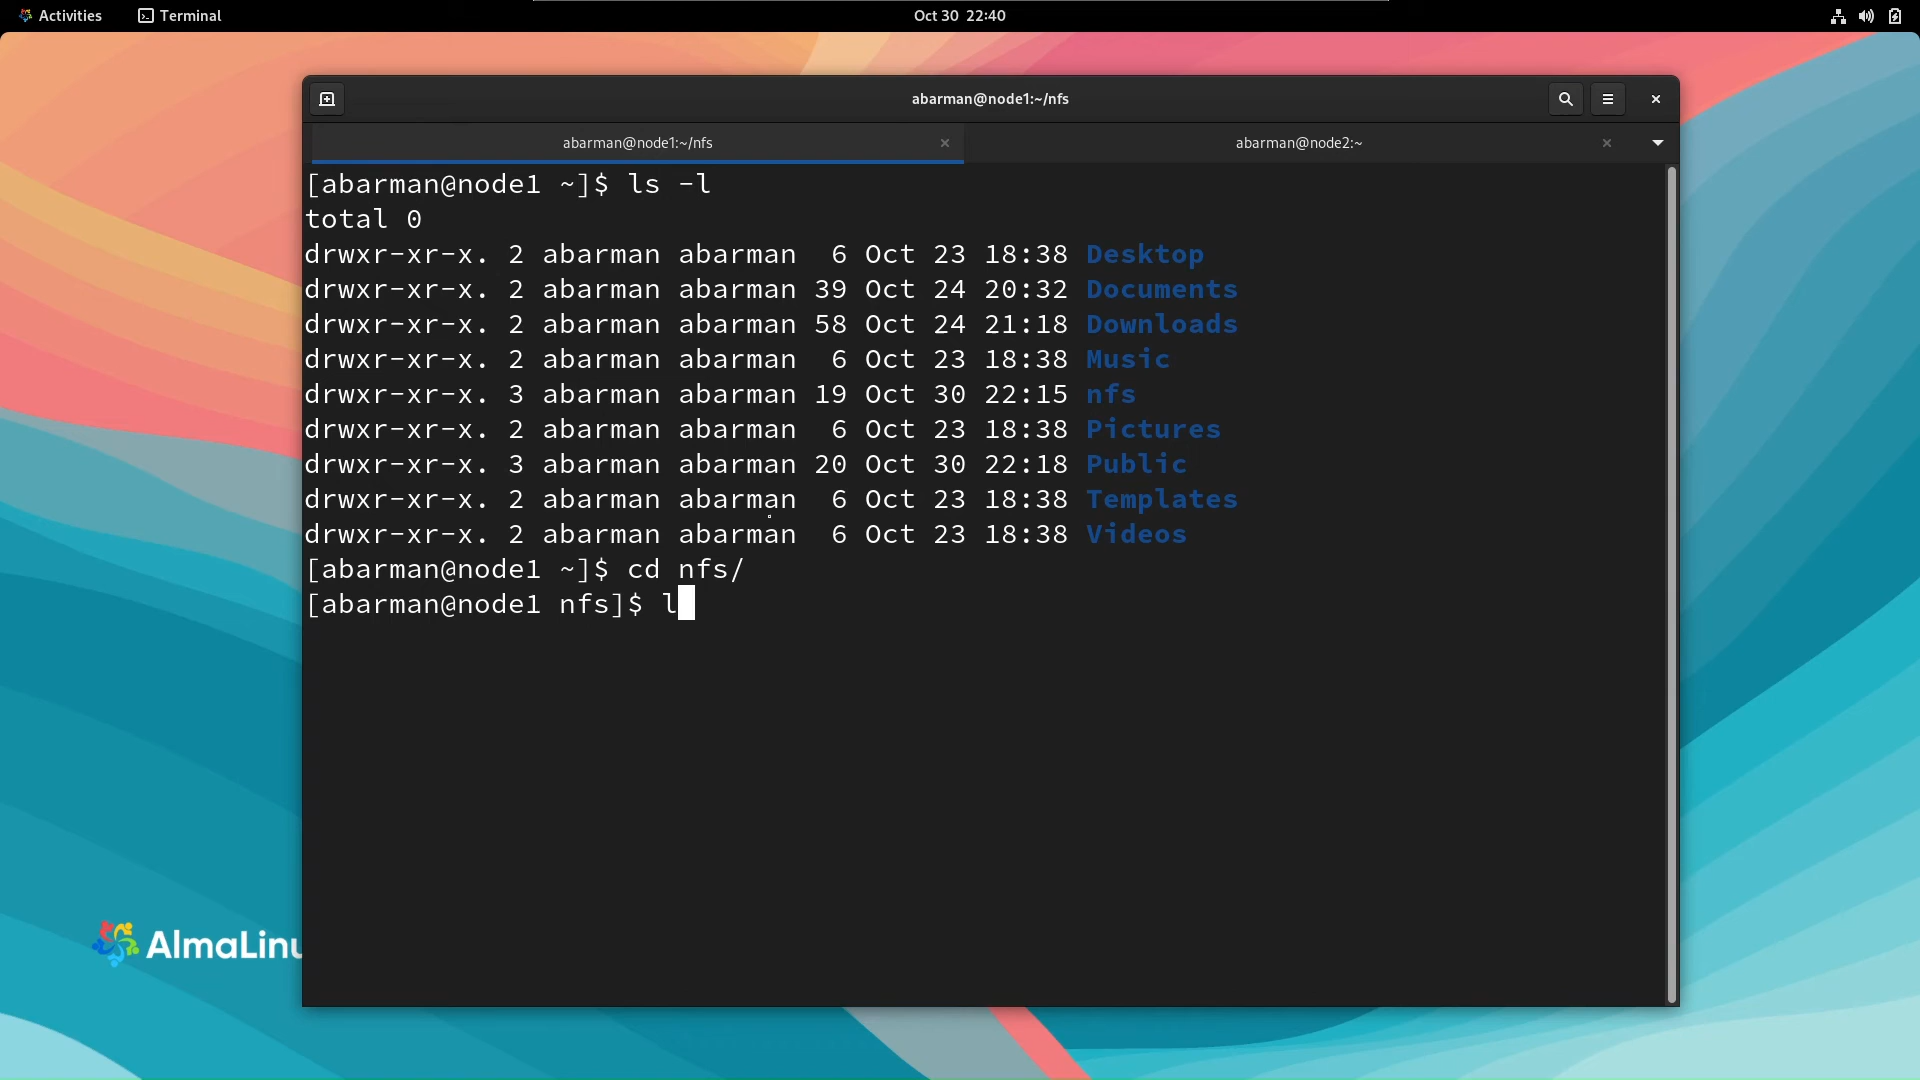 Activities Terminal Oct 30 22:40
abarman@node1:~/nfs
abarman@node1:~/nfs abarman@node2:~
[abarman@node1 ~]$ ls -l
total 0
drwxr-xr-x. 2 abarman abarman  6 Oct 23 18:38 Desktop
drwxr-xr-x. 2 abarman abarman 39 Oct 24 20:32 Documents
drwxr-xr-x. 2 abarman abarman 58 Oct 24 21:18 Downloads
drwxr-xr-x. 2 abarman abarman  6 Oct 23 18:38 Music
drwxr-xr-x. 3 abarman abarman 19 Oct 30 22:15 nfs
drwxr-xr-x. 2 abarman abarman  6 Oct 23 18:38 Pictures
drwxr-xr-x. 3 abarman abarman 20 Oct 30 22:18 Public
drwxr-xr-x. 2 abarman abarman  6 Oct 23 18:38 Templates
drwxr-xr-x. 2 abarman abarman  6 Oct 23 18:38 Videos
[abarman@node1 ~]$ cd nfs/
[abarman@node1 nfs]$ l
AlmaLinu